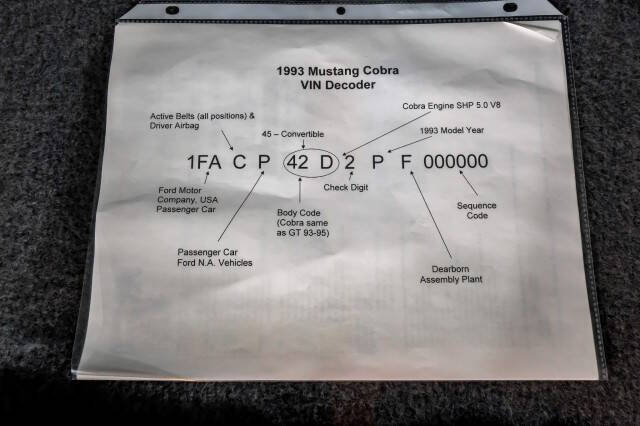 1993 Mustang Cobra
VIN Decoder
Cobra Engine SHP 5.0 V8
Active Belts (all positions) &
Driver Airbag
45 – Convertible
1993 Model Year
1FA C P 42 D 2 P F 000000
Check Digit
Ford Motor
Company, USA
Passenger Car
Body Code
(Cobra same
as GT 93-95)
Sequence
Code
Passenger Car
Ford N.A. Vehicles
Dearborn
Assembly Plant